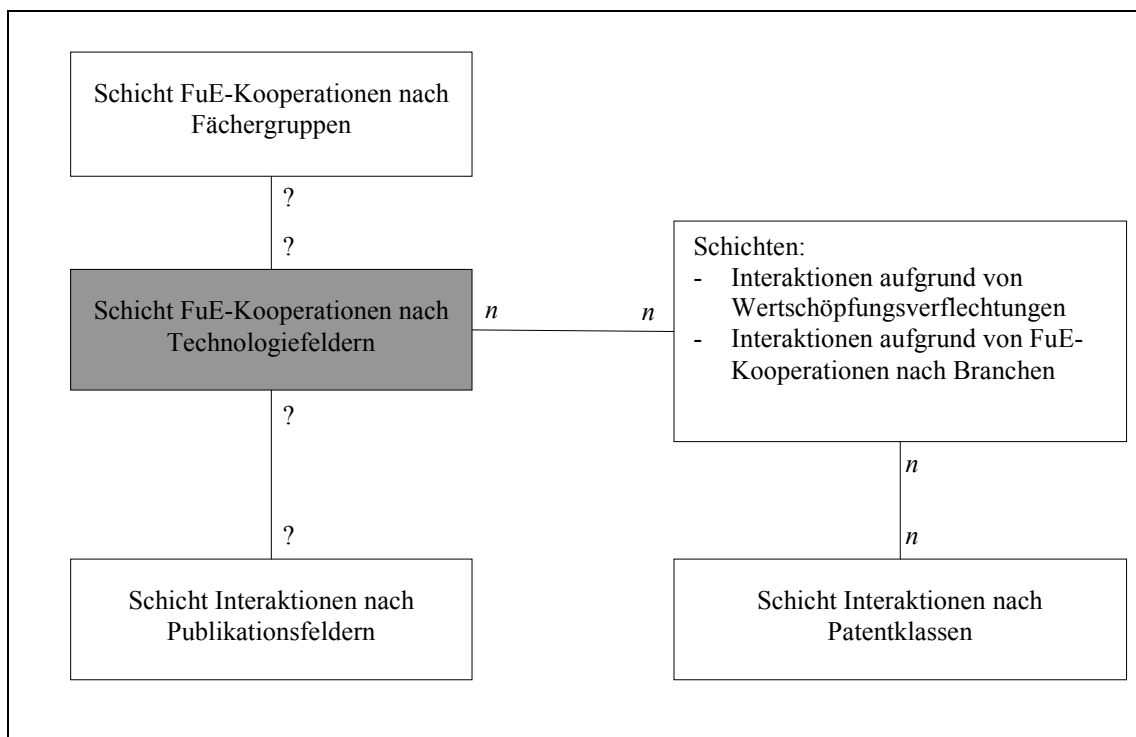 Schicht FuE-Kooperationen nach
Fächergruppen
?
?
Schicht FuE-Kooperationen nach
Technologiefeldern
n
n
Schichten:
- Interaktionen aufgrund von
Wertschöpfungsverflechtungen
- Interaktionen aufgrund von FuE-
Kooperationen nach Branchen
?
?
n
n
Schicht Interaktionen nach
Publikationsfeldern
Schicht Interaktionen nach
Patentklassen